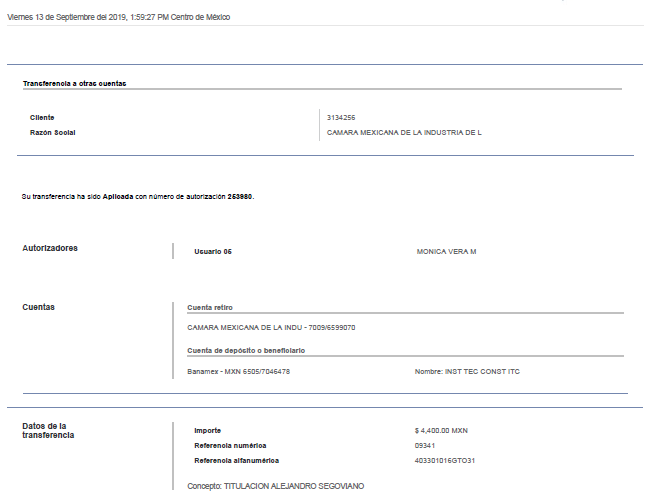 Viernes 13 de Septiembre del 2019, 1:59:27 PM Centro de México
Transferencia a otras cuentas
Cliente 3134256
Razón Social CAMARA MEXICANA DE LA INDUSTRIA DE L
Su transferencia ha sido Aplicada con número de autorización 253980.
Autorizadores Usuario 06 MONICA VERA M
Cuentas Cuenta retiro
CAMARA MEXICANA DE LA INDU - 7009/6599070
Cuenta de depósito o beneficiario
Banamex - MXN 6505/7046478 Nombre: INST TEC CONST ITC
Datos de la
transferencia
Importe $ 4,400.00 MXN
Referencia numérica 09341
Referencia alfanumérica 403301016GTO31
Concepto: TITULACION ALEJANDRO SEGOVIANO